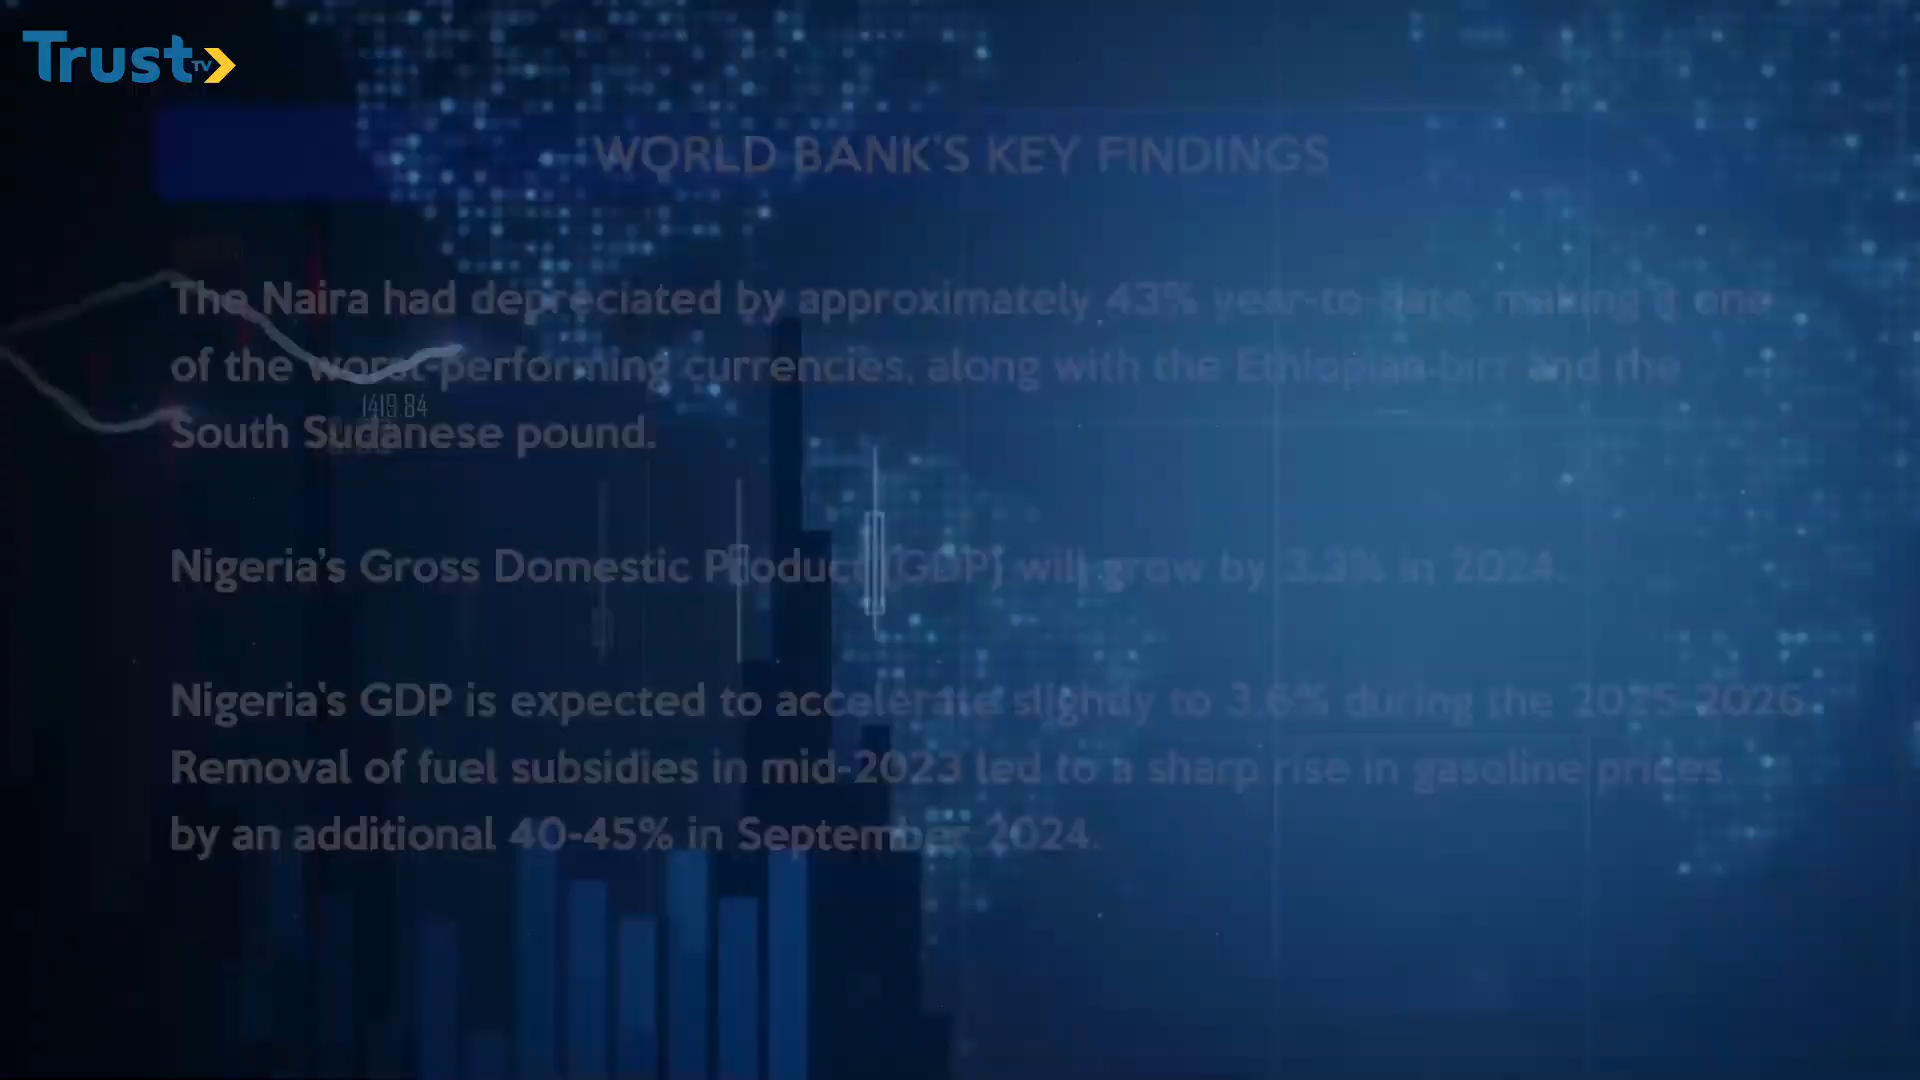 Trust TV
WORLD BANK'S KEY FINDINGS
The Naira had depreciated by approximately 43% year-to-date, making it one
of the worst-performing currencies, along with the Ethiopian birr and the
1419.84
South Sudanese pound.
Nigeria's Gross Domestic Product (GDP) will grow by 3.3% in 2024.
Nigeria's GDP is expected to accelerate slightly to 3.6% during the 2025-2026.
Removal of fuel subsidies in mid-2023 led to a sharp rise in gasoline prices,
by an additional 40-45% in September 2024.